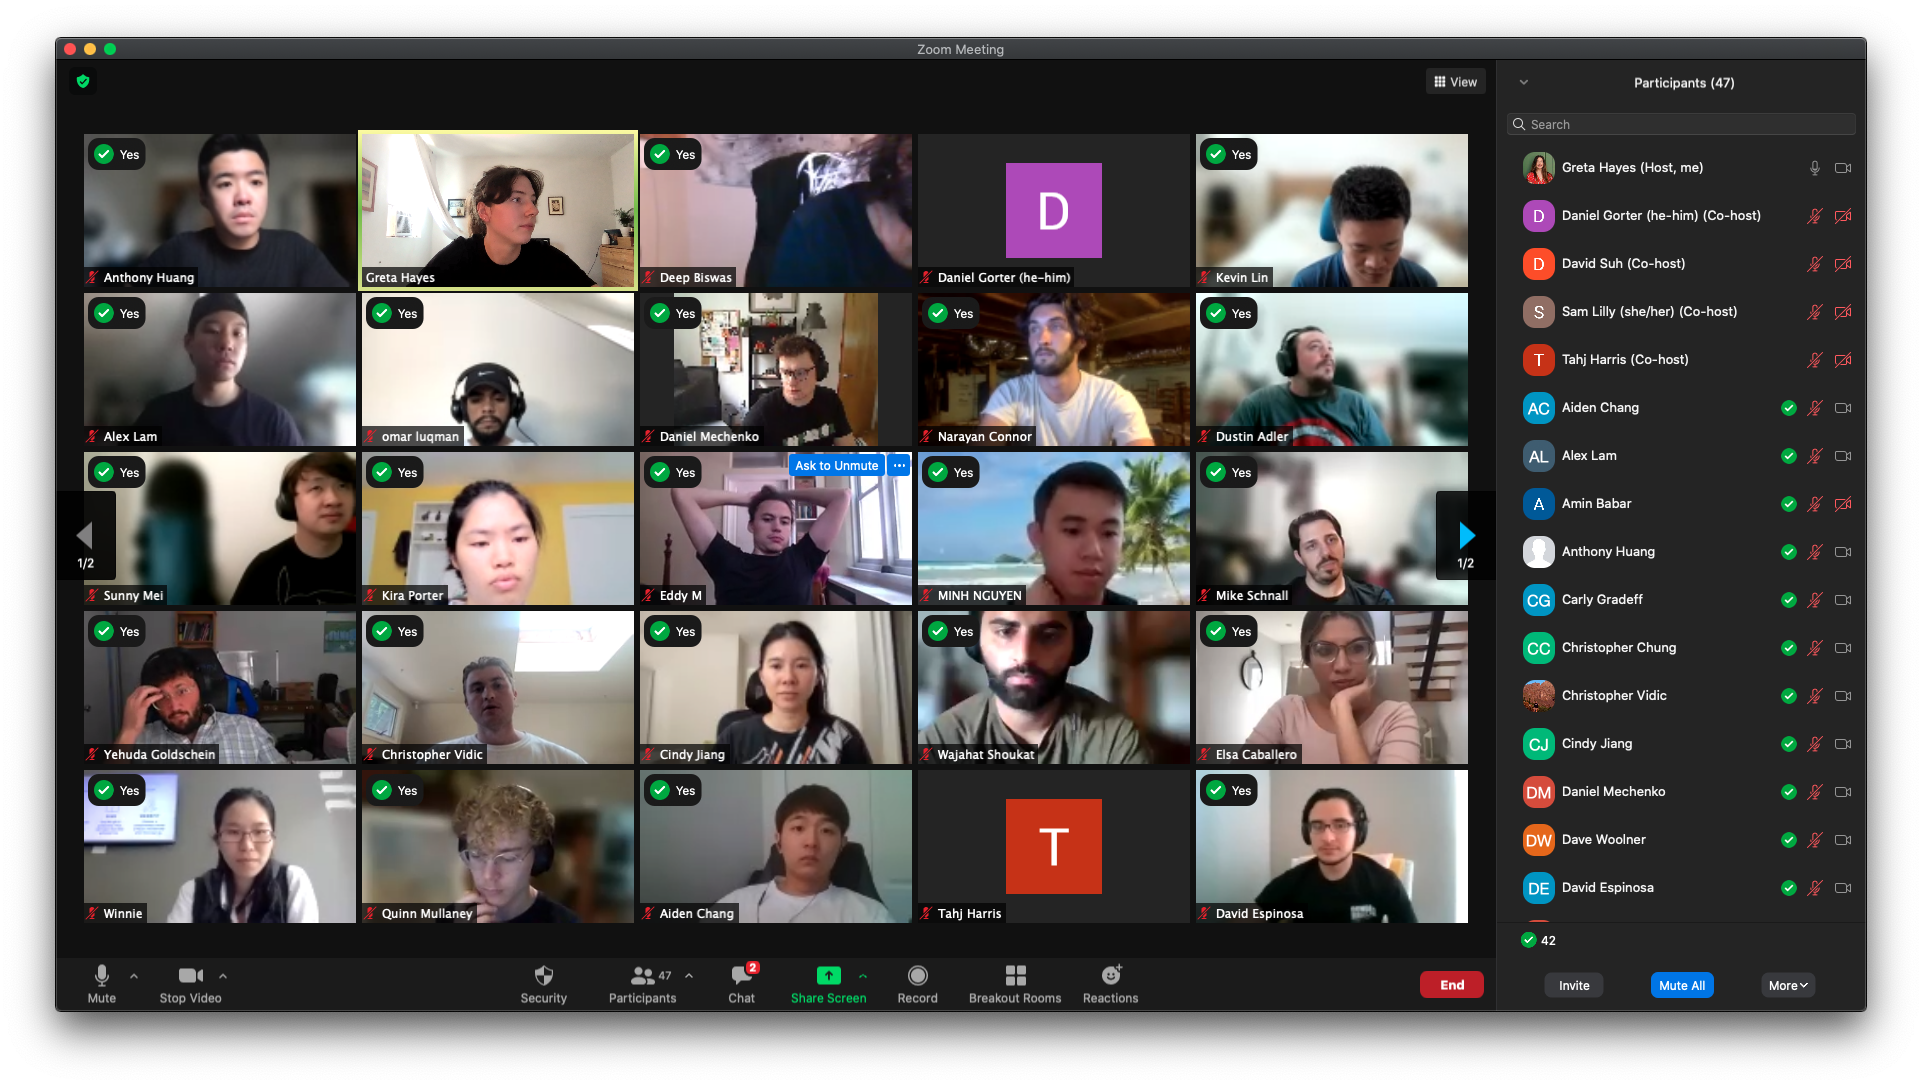 Zoom Meeting
View
Yes
Anthony Huang
Greta Hayes
Yes
Deep Biswas
D
Daniel Gorter (he-him)
Yes
Kevin Lin
Yes
Alex Lam
Yes
omar luqman
Yes
Daniel Mechenko
Yes
Narayan Connor
Yes
Dustin Adler
Yes
Sunny Mei
1/2
Yes
Kira Porter
Yes
Ask to Unmute
Eddy M
Yes
MINH NGUYEN
Yes
Mike Schnall
1/2
Yes
Yehuda Goldschein
Yes
Christopher Vidic
Yes
Cindy Jiang
Yes
Wajahat Shoukat
Yes
Elsa Caballero
Yes
Winnie
Yes
Quinn Mullaney
Yes
Aiden Chang
T
Tahj Harris
Yes
David Espinosa
Mute
Stop Video
Security
47
Participants
2
Chat
Share Screen
Record
Breakout Rooms
Reactions
End
Participants (47)
Search
Greta Hayes (Host, me)
D Daniel Gorter (he-him) (Co-host)
D David Suh (Co-host)
S Sam Lilly (she/her) (Co-host)
T Tahj Harris (Co-host)
AC Aiden Chang
AL Alex Lam
A Amin Babar
Anthony Huang
CG Carly Gradeff
CC Christopher Chung
Christopher Vidic
CJ Cindy Jiang
DM Daniel Mechenko
DW Dave Woolner
DE David Espinosa
42
Invite
Mute All
More